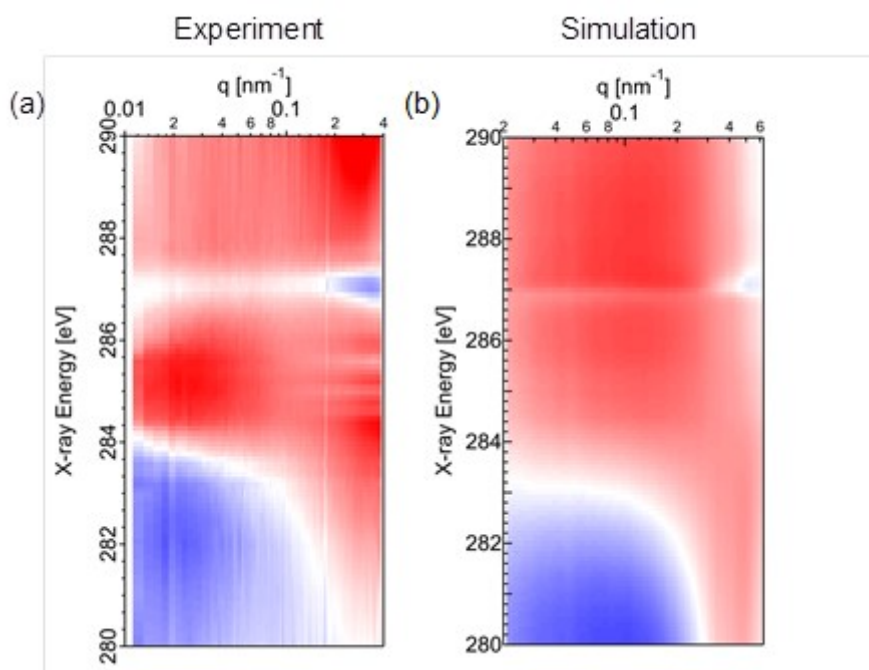 Experiment
Simulation
(a)
q [nm⁻¹]
0.01 2 4 6 8 0.1 2 4
X-ray Energy [eV]
290
288
286
284
282
280
(b)
q [nm⁻¹]
2 4 6 8 0.1 2 4 6
X-ray Energy [eV]
290
288
286
284
282
280